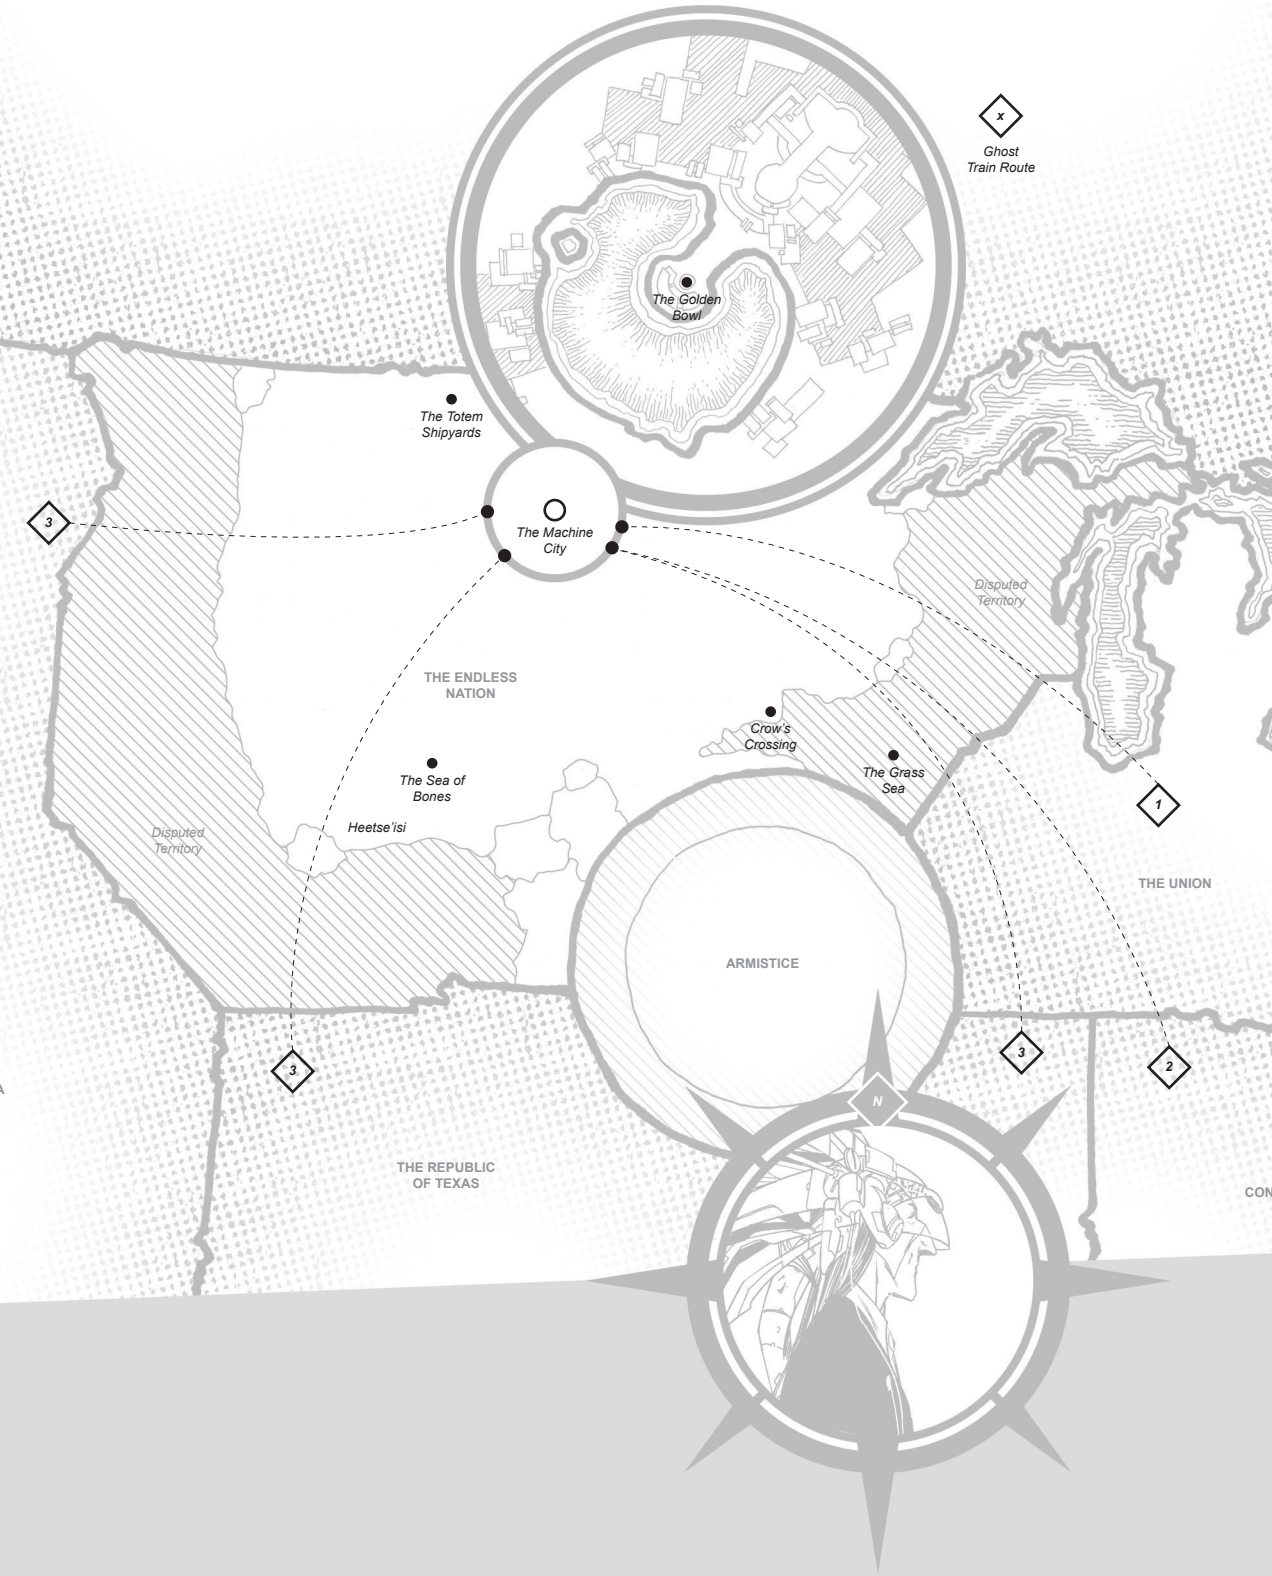 x
Ghost
Train Route
The Golden
Bowl
The Totem
Shipyards
3
The Machine
City
Disputed
Territory
THE ENDLESS
NATION
Crow's
Crossing
The Grass
Sea
The Sea of
Bones
Heetse'isi
Disputed
Territory
1
THE UNION
ARMISTICE
3
3
2
A
N
THE REPUBLIC
OF TEXAS
CON